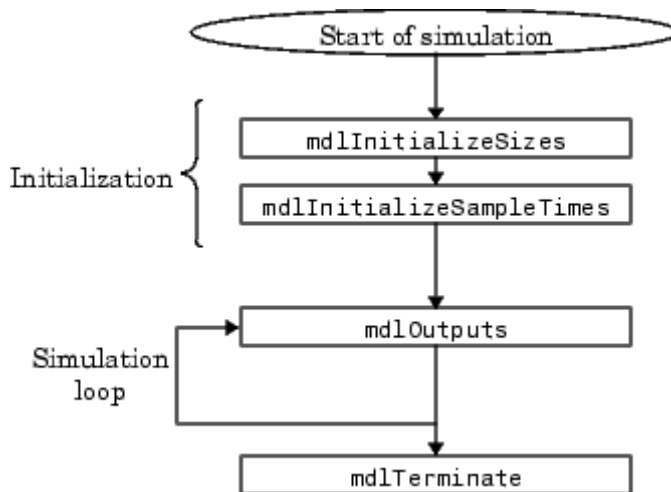 Start of simulation
mdlInitializeSizes
Initialization
mdlInitializeSampleTimes
mdlOutputs
Simulation
loop
mdlTerminate